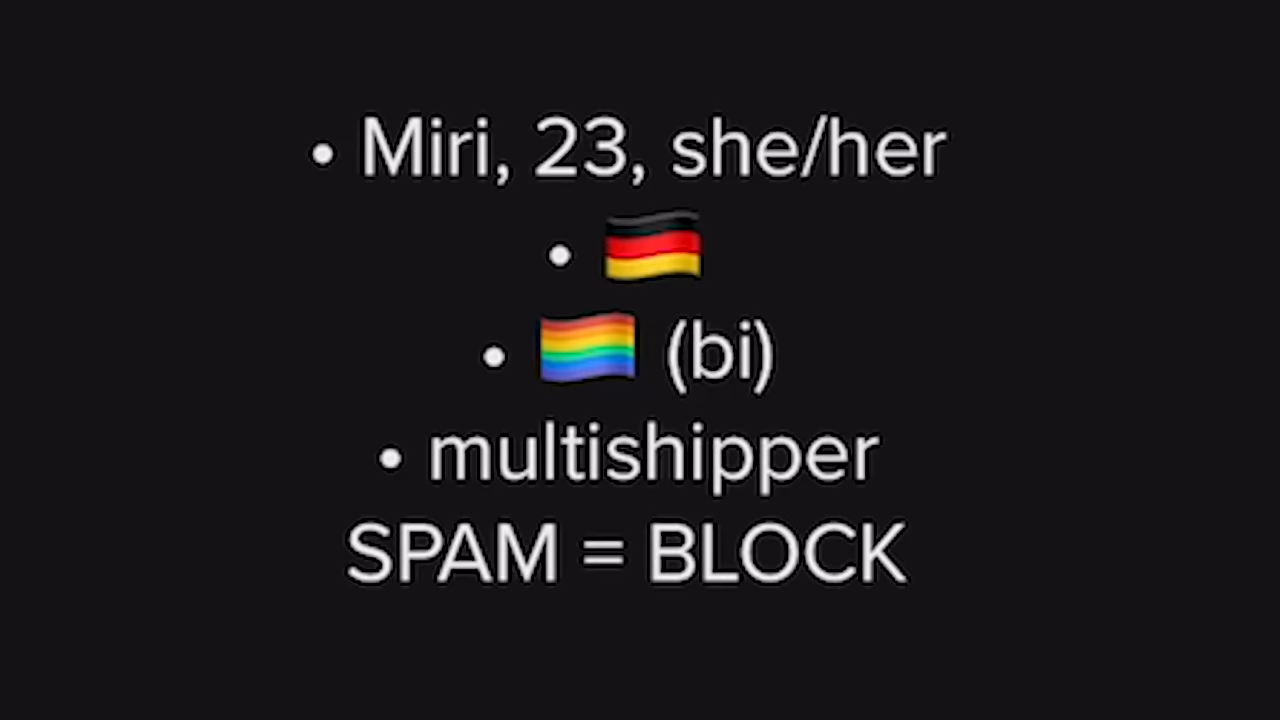 • Miri, 23, she/her
• 🇩🇪
• 🏳️‍🌈 (bi)
• multishipper
SPAM = BLOCK